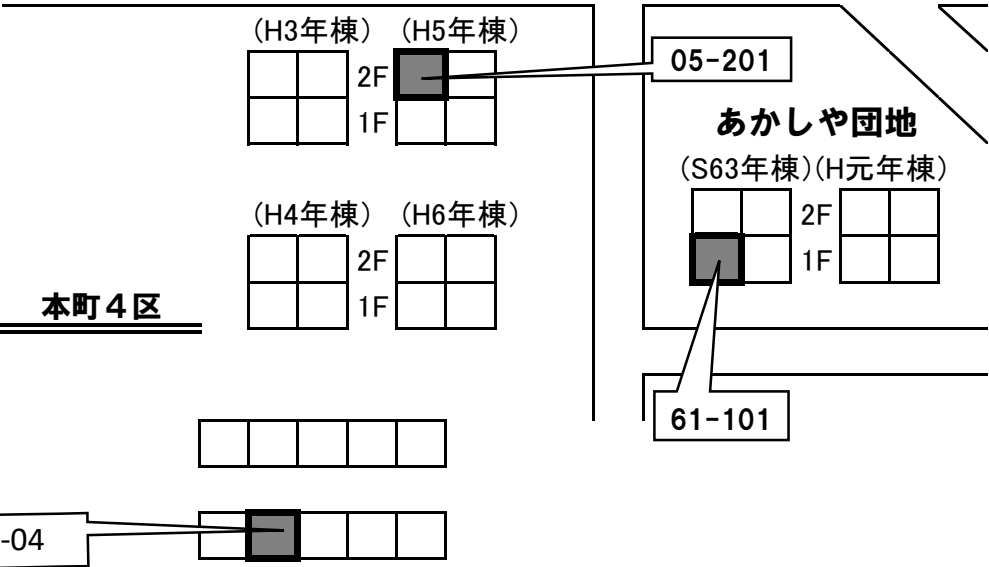 (H3年棟) (H5年棟)
2F
1F
05-201
あかしや団地
(S63年棟)(H元年棟)
2F
1F
(H4年棟) (H6年棟)
2F
1F
本町４区
61-101
-04